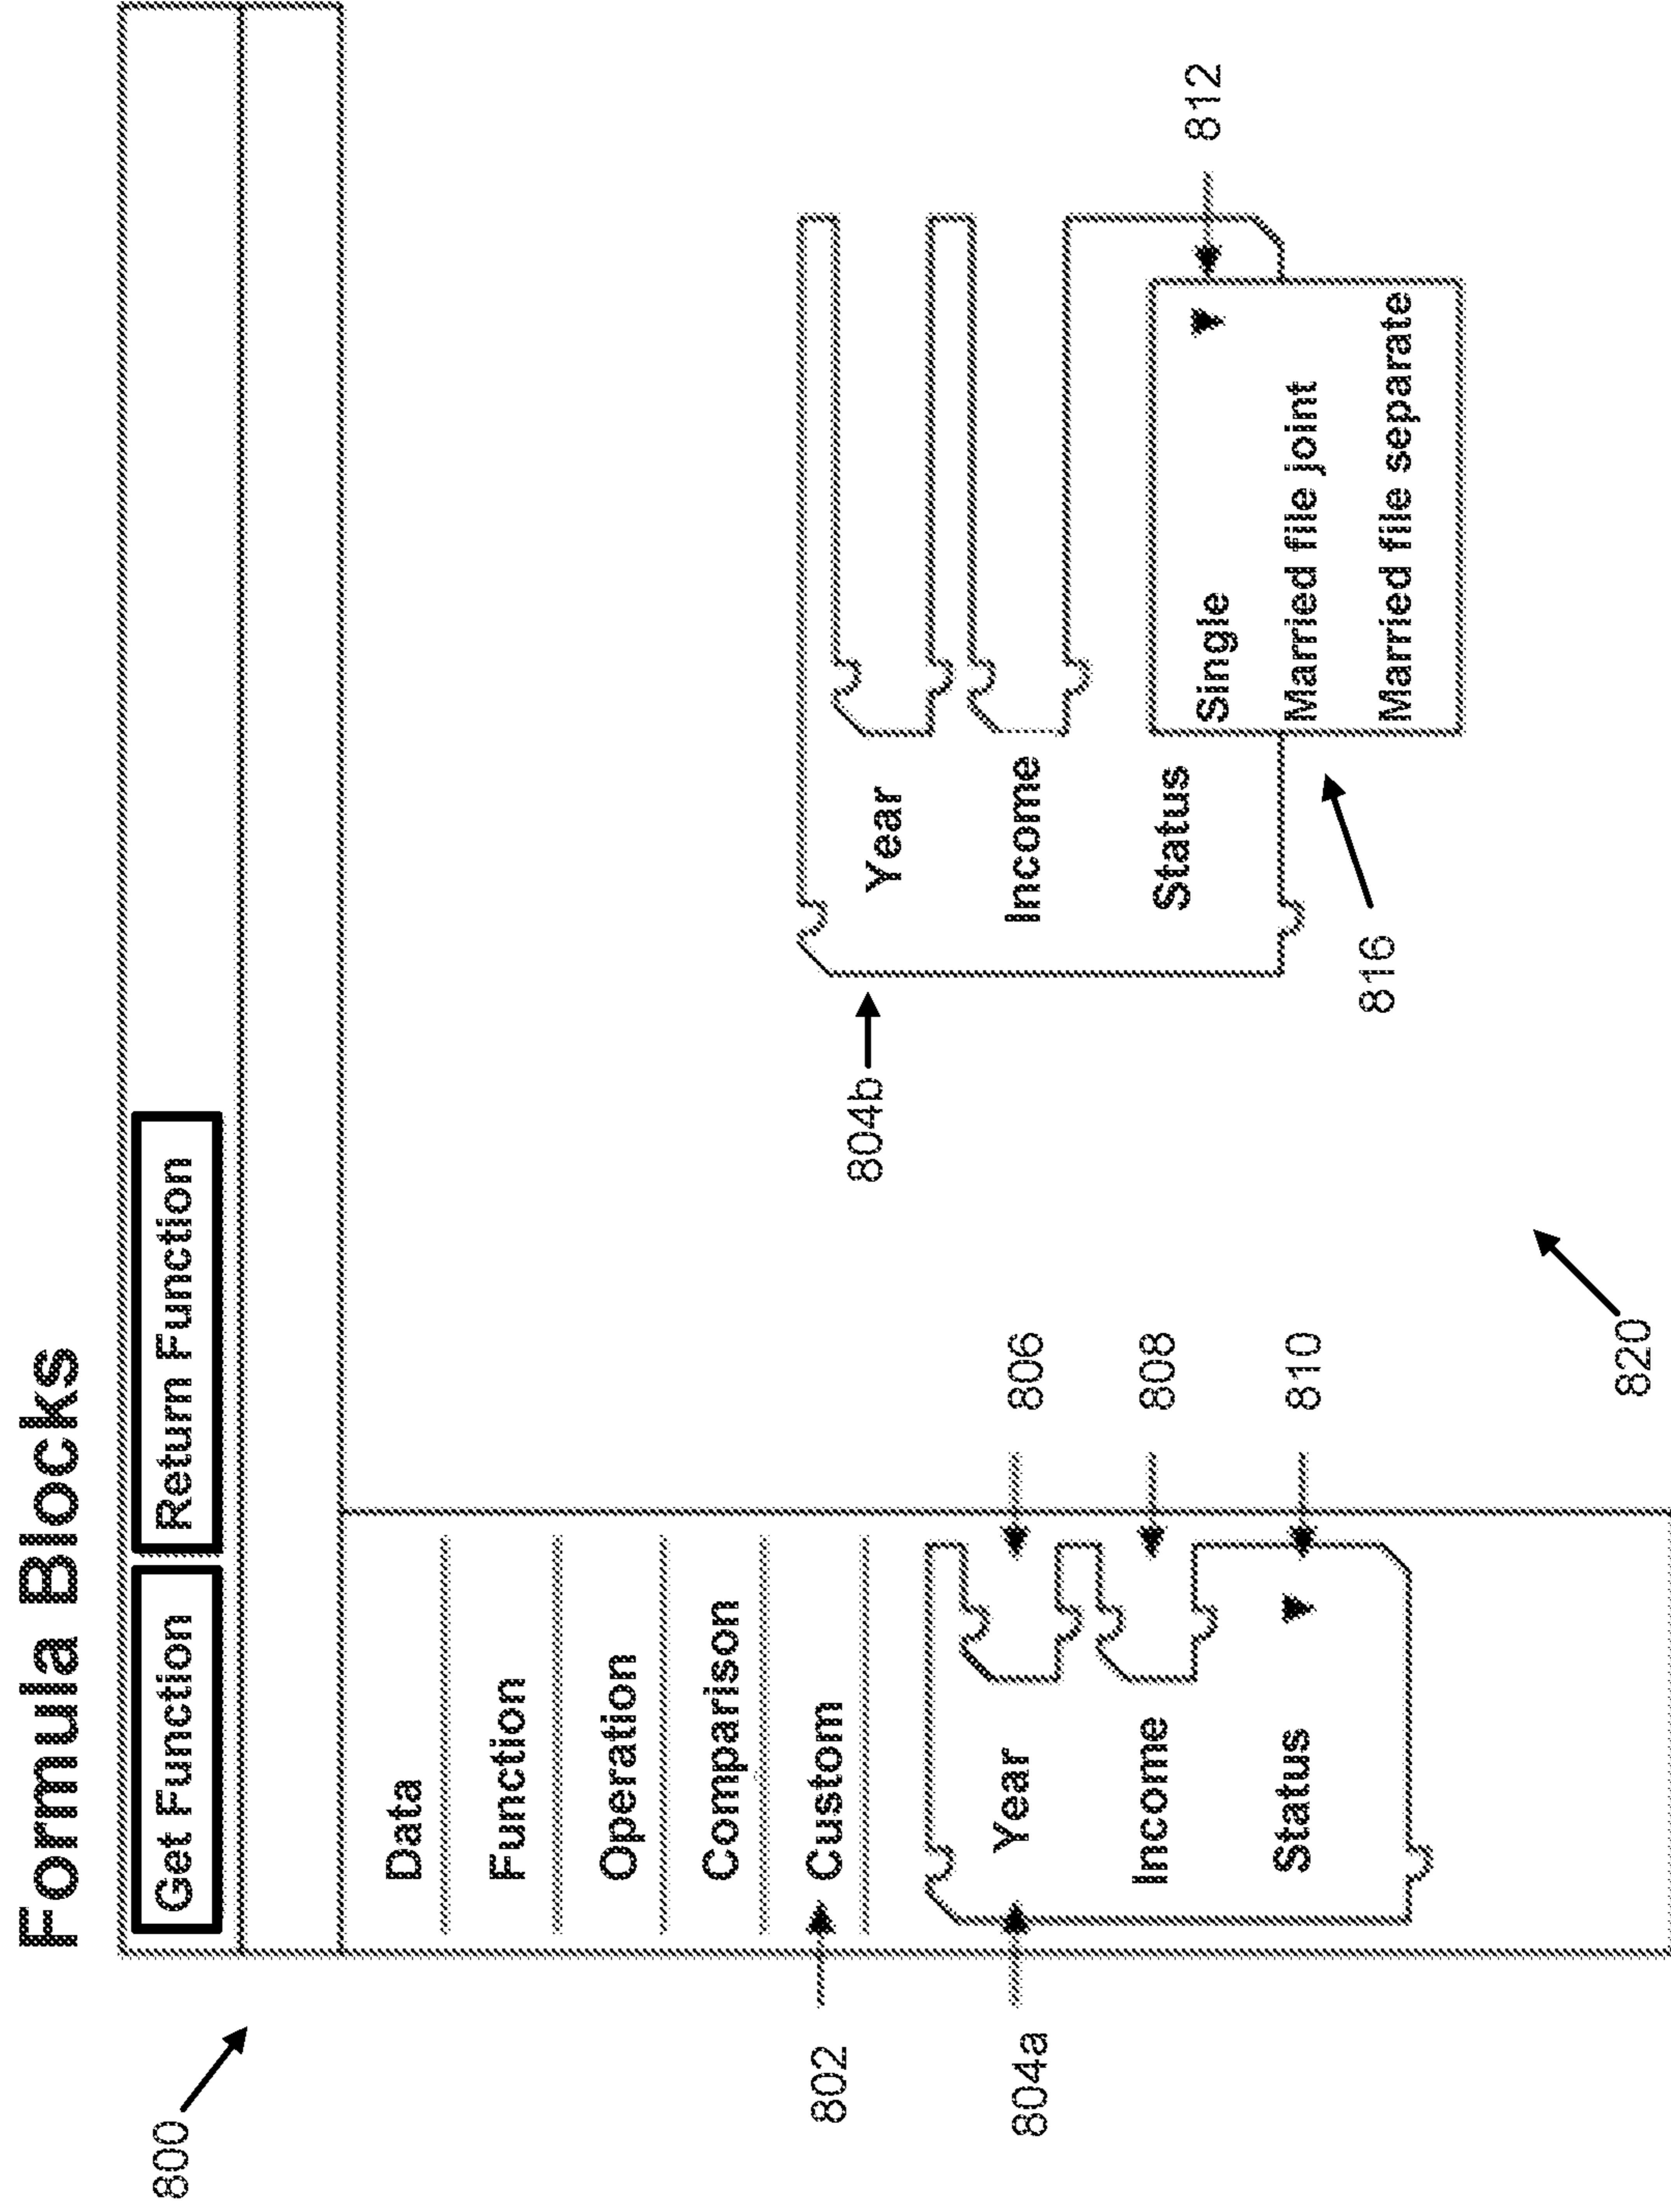 Formula Blocks
800
Get Function
Return Function
Data
Function
Operation
Comparison
802
Custom
804a
Year
806
Income
808
Status
810
804b
Year
Income
Status
812
Single
Married file joint
Married file separate
816
820